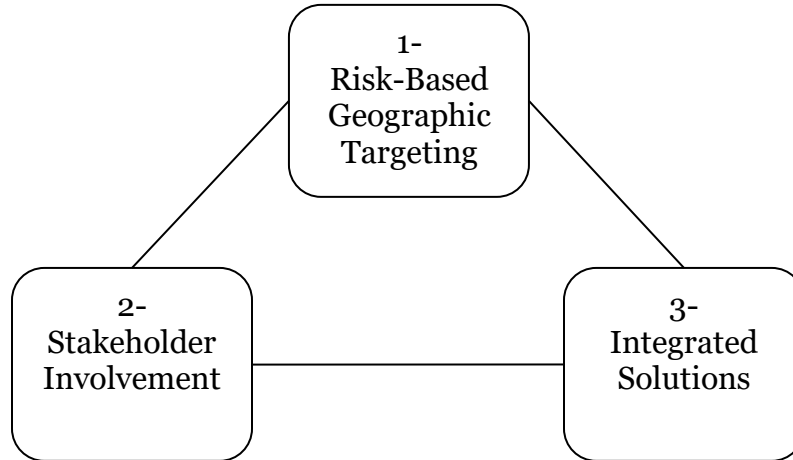 1-
Risk-Based
Geographic
Targeting
2-
Stakeholder
Involvement
3-
Integrated
Solutions